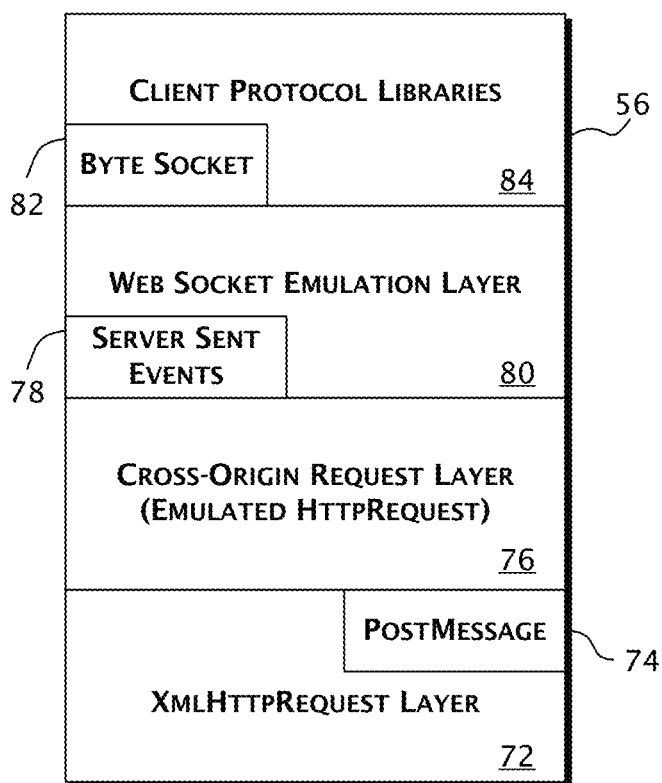 CLIENT PROTOCOL LIBRARIES
56
BYTE SOCKET
82
84
WEB SOCKET EMULATION LAYER
SERVER SENT
EVENTS
78
80
CROSS-ORIGIN REQUEST LAYER
(EMULATED HTTPREQUEST)
76
POSTMESSAGE
74
XMLHTTPREQUEST LAYER
72